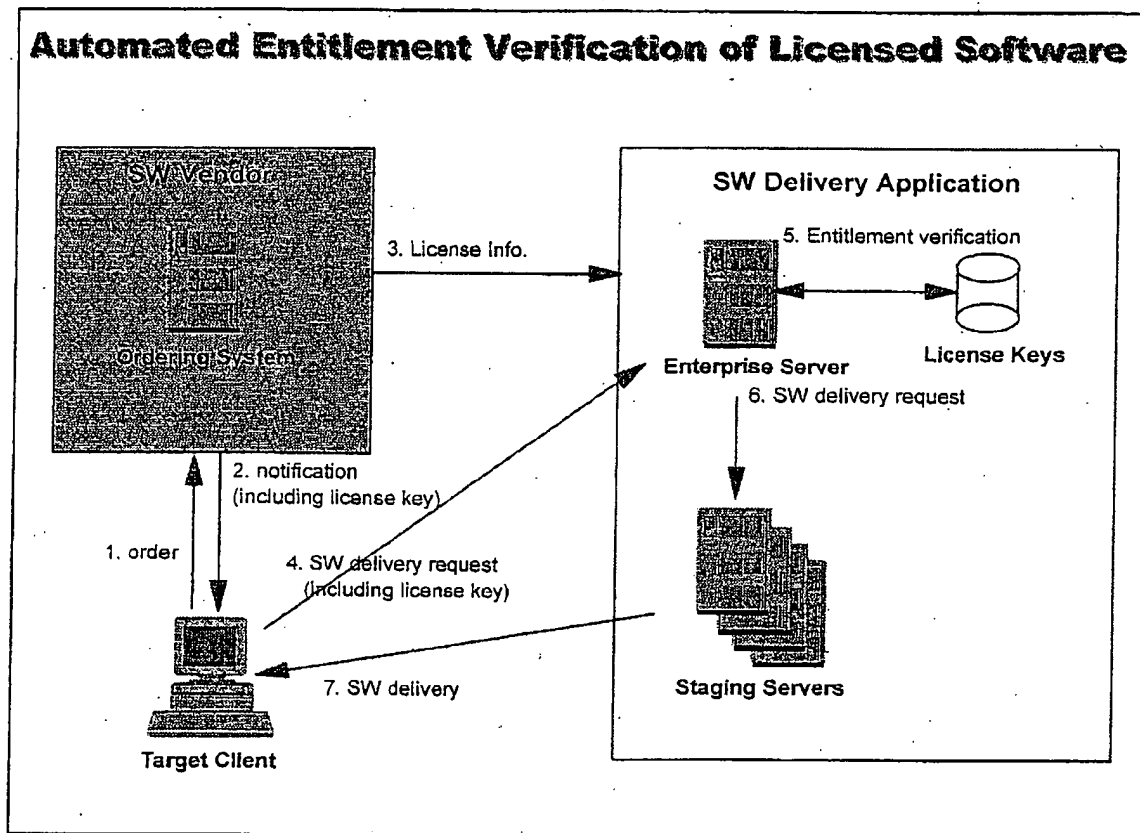 Automated Entitlement Verification of Licensed Software
SW Vendor
Ordering System
3. License Info.
SW Delivery Application
5. Entitlement verification
Enterprise Server
License Keys
6. SW delivery request
2. notification
(including license key)
1. order
4. SW delivery request
(including license key)
7. SW delivery
Staging Servers
Target Client